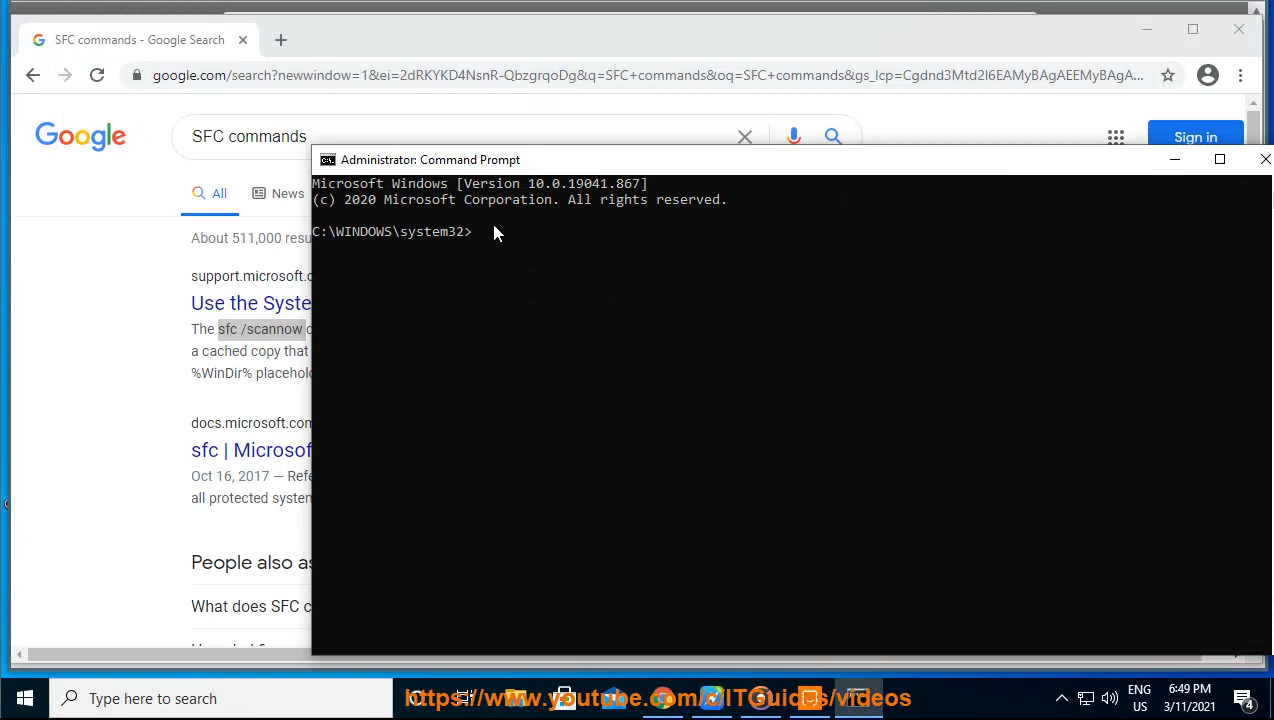 SFC commands - Google Search
google.com/search?newwindow=1&ei=2dRKYKD4NsnR-QbzgrqoDg&q=SFC+commands&oq=SFC+commands&gs_lcp=Cgdnd3Mtd2l6EAMyBAgAEEMyBAgA...
Google
SFC commands
Sign in
All
News
About 511,000 resu
support.microsoft.c
Use the Syste
The sfc /scannow c
a cached copy that
%WinDir% placehold
docs.microsoft.com
sfc | Microsof
Oct 16, 2017 — Refe
all protected system
People also as
What does SFC c
Administrator: Command Prompt
Microsoft Windows [Version 10.0.19041.867]
(c) 2020 Microsoft Corporation. All rights reserved.
C:\WINDOWS\system32>
Type here to search
https://www.youtube.com/c/ITGuides/videos
ENG
US
6:49 PM
3/11/2021
4